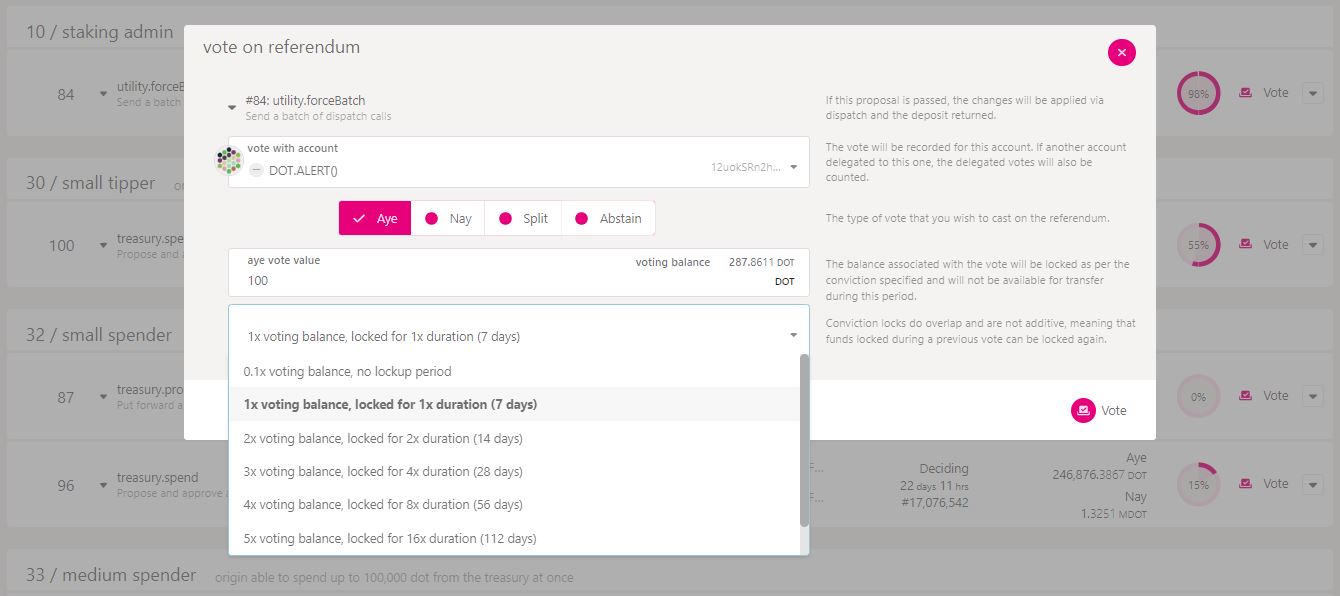 10 / staking admin
84
utility.forceB
Send a batch
98%
Vote
30 / small tipper
100
treasury.spe
Propose and a
55%
Vote
32 / small spender
87
treasury.pro
Put forward a
0%
Vote
96
treasury.spend
Propose and approve
Deciding
22 days 11 hrs
#17,076,542
Aye
246,876.3867 DOT
Nay
1.3251 MDOT
15%
Vote
33 / medium spender
origin able to spend up to 100,000 dot from the treasury at once
vote on referendum
#84: utility.forceBatch
Send a batch of dispatch calls
If this proposal is passed, the changes will be applied via
dispatch and the deposit returned.
vote with account
DOT.ALERT()
12uokSRn2h...
The vote will be recorded for this account. If another account
delegated to this one, the delegated votes will also be
counted.
Aye
Nay
Split
Abstain
The type of vote that you wish to cast on the referendum.
aye vote value
100
voting balance 287.8611 DOT
DOT
The balance associated with the vote will be locked as per the
conviction specified and will not be available for transfer
during this period.
Conviction locks do overlap and are not additive, meaning that
funds locked during a previous vote can be locked again.
1x voting balance, locked for 1x duration (7 days)
0.1x voting balance, no lockup period
1x voting balance, locked for 1x duration (7 days)
2x voting balance, locked for 2x duration (14 days)
3x voting balance, locked for 4x duration (28 days)
4x voting balance, locked for 8x duration (56 days)
5x voting balance, locked for 16x duration (112 days)
Vote